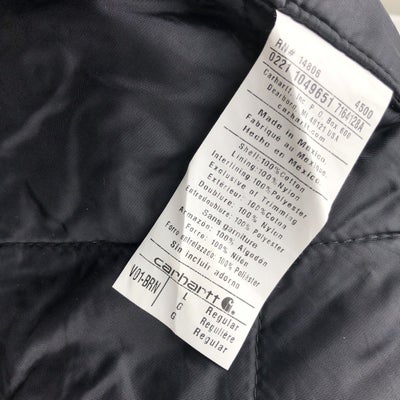 RN# 14806 4500
0221 1049651 7164128A
Carhartt, Inc. P.O. Box 600
Dearborn, MI 48121 USA
carhartt.com
Made in Mexico.
Fabriqué au Mexique.
Hecho en Mexico.
Shell:100%Cotton
Lining:100%Nylon
Interlining:100%Polyester
Exclusive of Trimming
Extérieur: 100%Coton
Doublure: 100% Nylon
Entredoublure: 100% Polyester
Sans garniture
Armazon: 100% Algodón
Forro: 100% Nilon
Forro entrelazzo: 100% Poliéster
Sin incluir adorno
carhartt
V01-BRN L Regular
G Regulière
G Regular